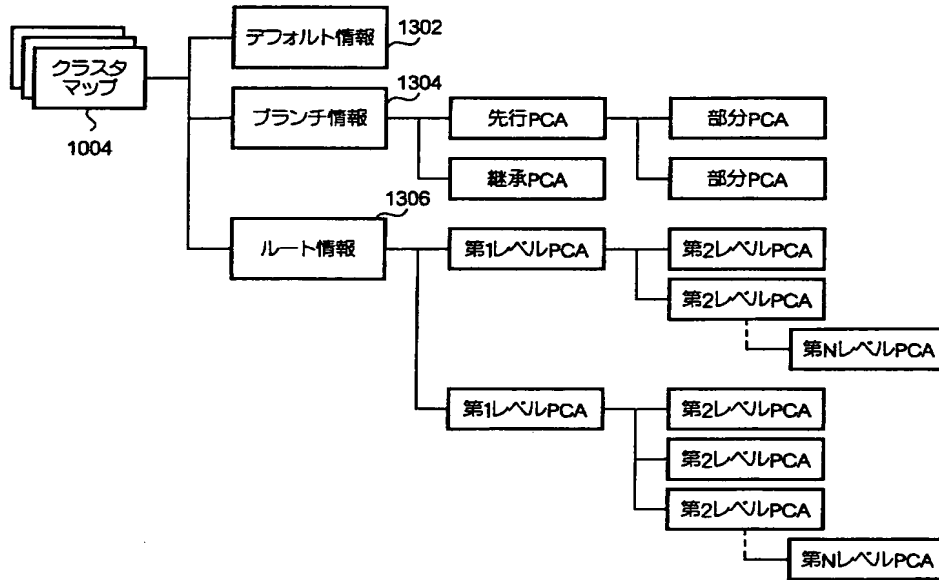 デフォルト情報
1302
クラスタ
マップ
1004
ブランチ情報
1304
先行PCA
部分PCA
継承PCA
部分PCA
ルート情報
1306
第1レベルPCA
第2レベルPCA
第2レベルPCA
第NレベルPCA
第1レベルPCA
第2レベルPCA
第2レベルPCA
第2レベルPCA
第NレベルPCA